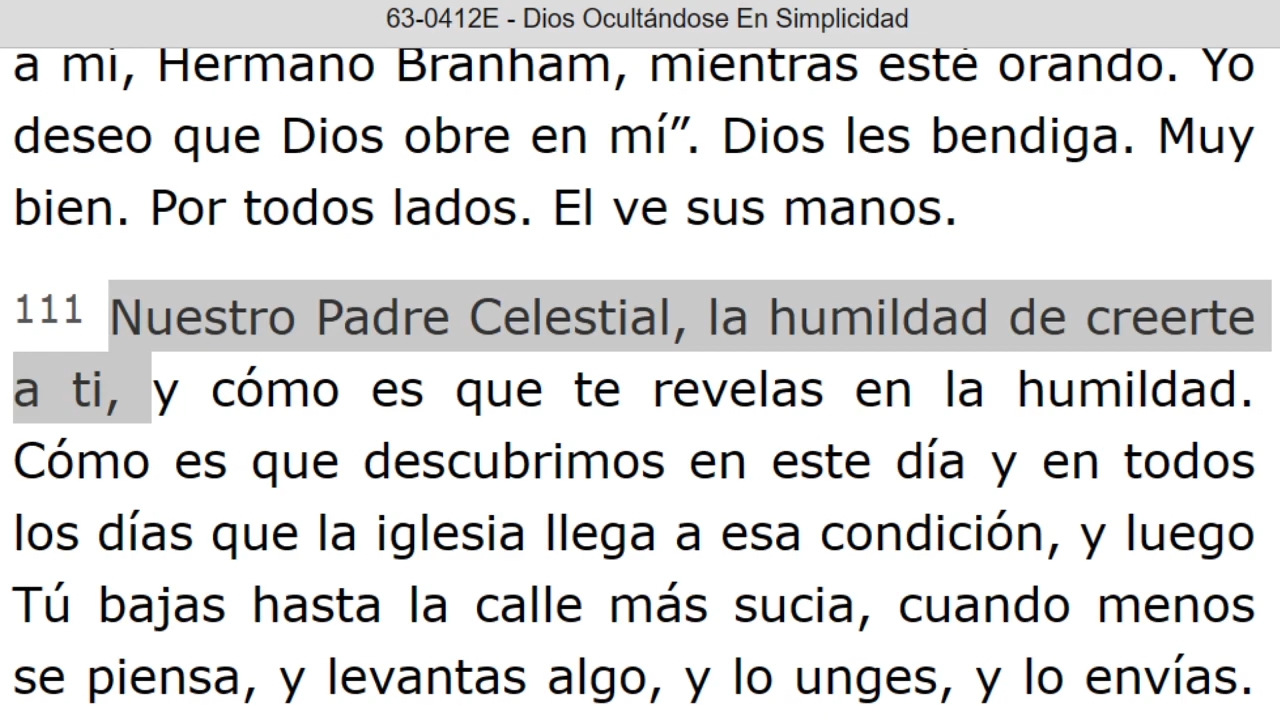 63-0412E - Dios Ocultándose En Simplicidad
a mí, Hermano Branham, mientras esté orando. Yo
deseo que Dios obre en mí”. Dios les bendiga. Muy
bien. Por todos lados. El ve sus manos.
111 Nuestro Padre Celestial, la humildad de creerte
a ti, y cómo es que te revelas en la humildad.
Cómo es que descubrimos en este día y en todos
los días que la iglesia llega a esa condición, y luego
Tú bajas hasta la calle más sucia, cuando menos
se piensa, y levantas algo, y lo unges, y lo envías.